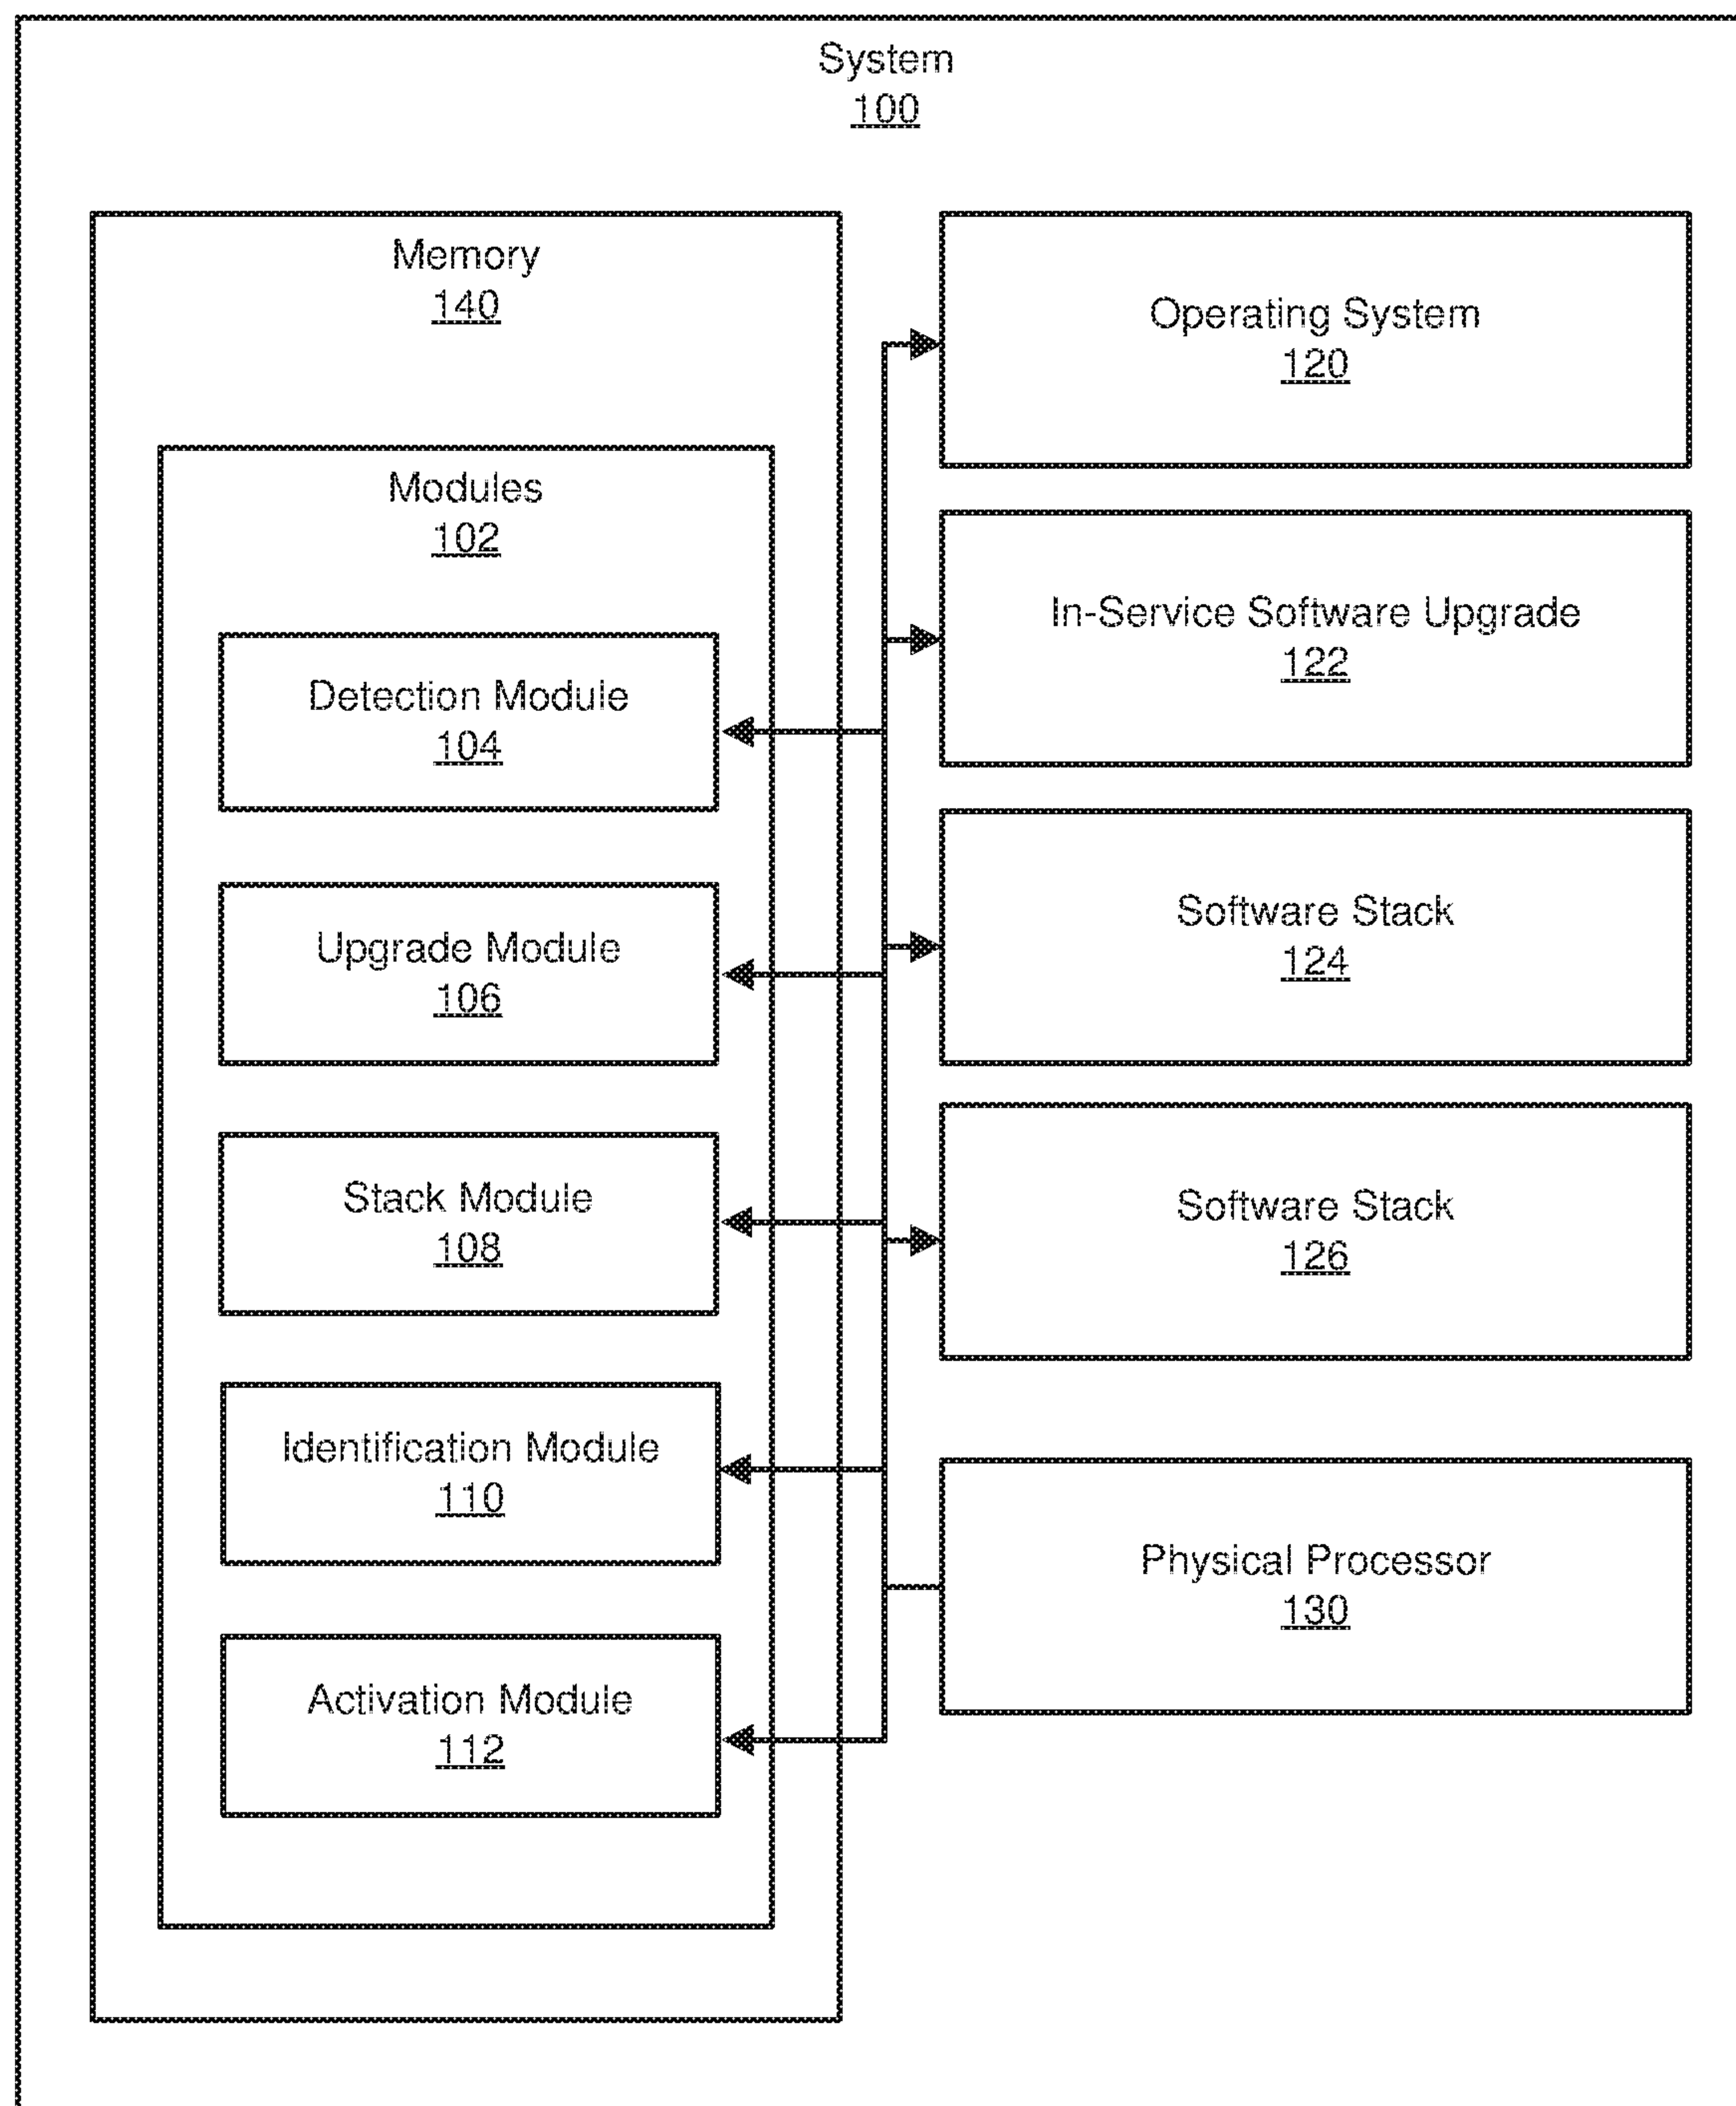 System
100
Memory
140
Modules
102
Detection Module
104
Upgrade Module
106
Stack Module
108
Identification Module
110
Activation Module
112
Operating System
120
In-Service Software Upgrade
122
Software Stack
124
Software Stack
126
Physical Processor
130